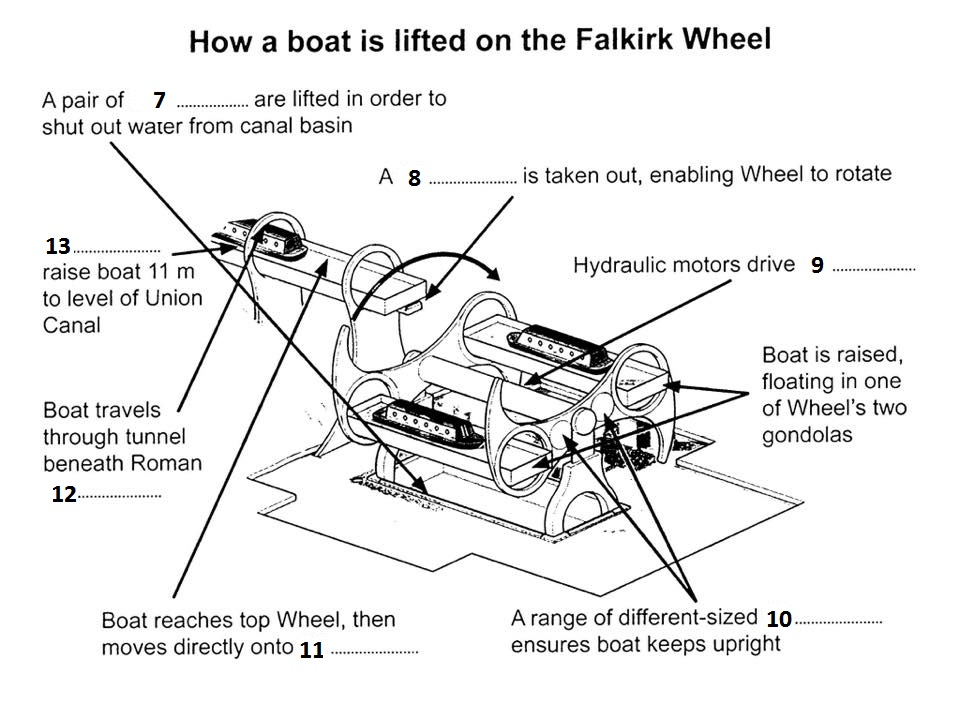 How a boat is lifted on the Falkirk Wheel
A pair of 7 .................. are lifted in order to
shut out water from canal basin
A 8 ...................... is taken out, enabling Wheel to rotate
Hydraulic motors drive 9 .....................
13......................
raise boat 11 m
to level of Union
Canal
Boat is raised,
floating in one
of Wheel's two
gondolas
Boat travels
through tunnel
beneath Roman
12.....................
Boat reaches top Wheel, then
moves directly onto 11 ......................
A range of different-sized 10......................
ensures boat keeps upright